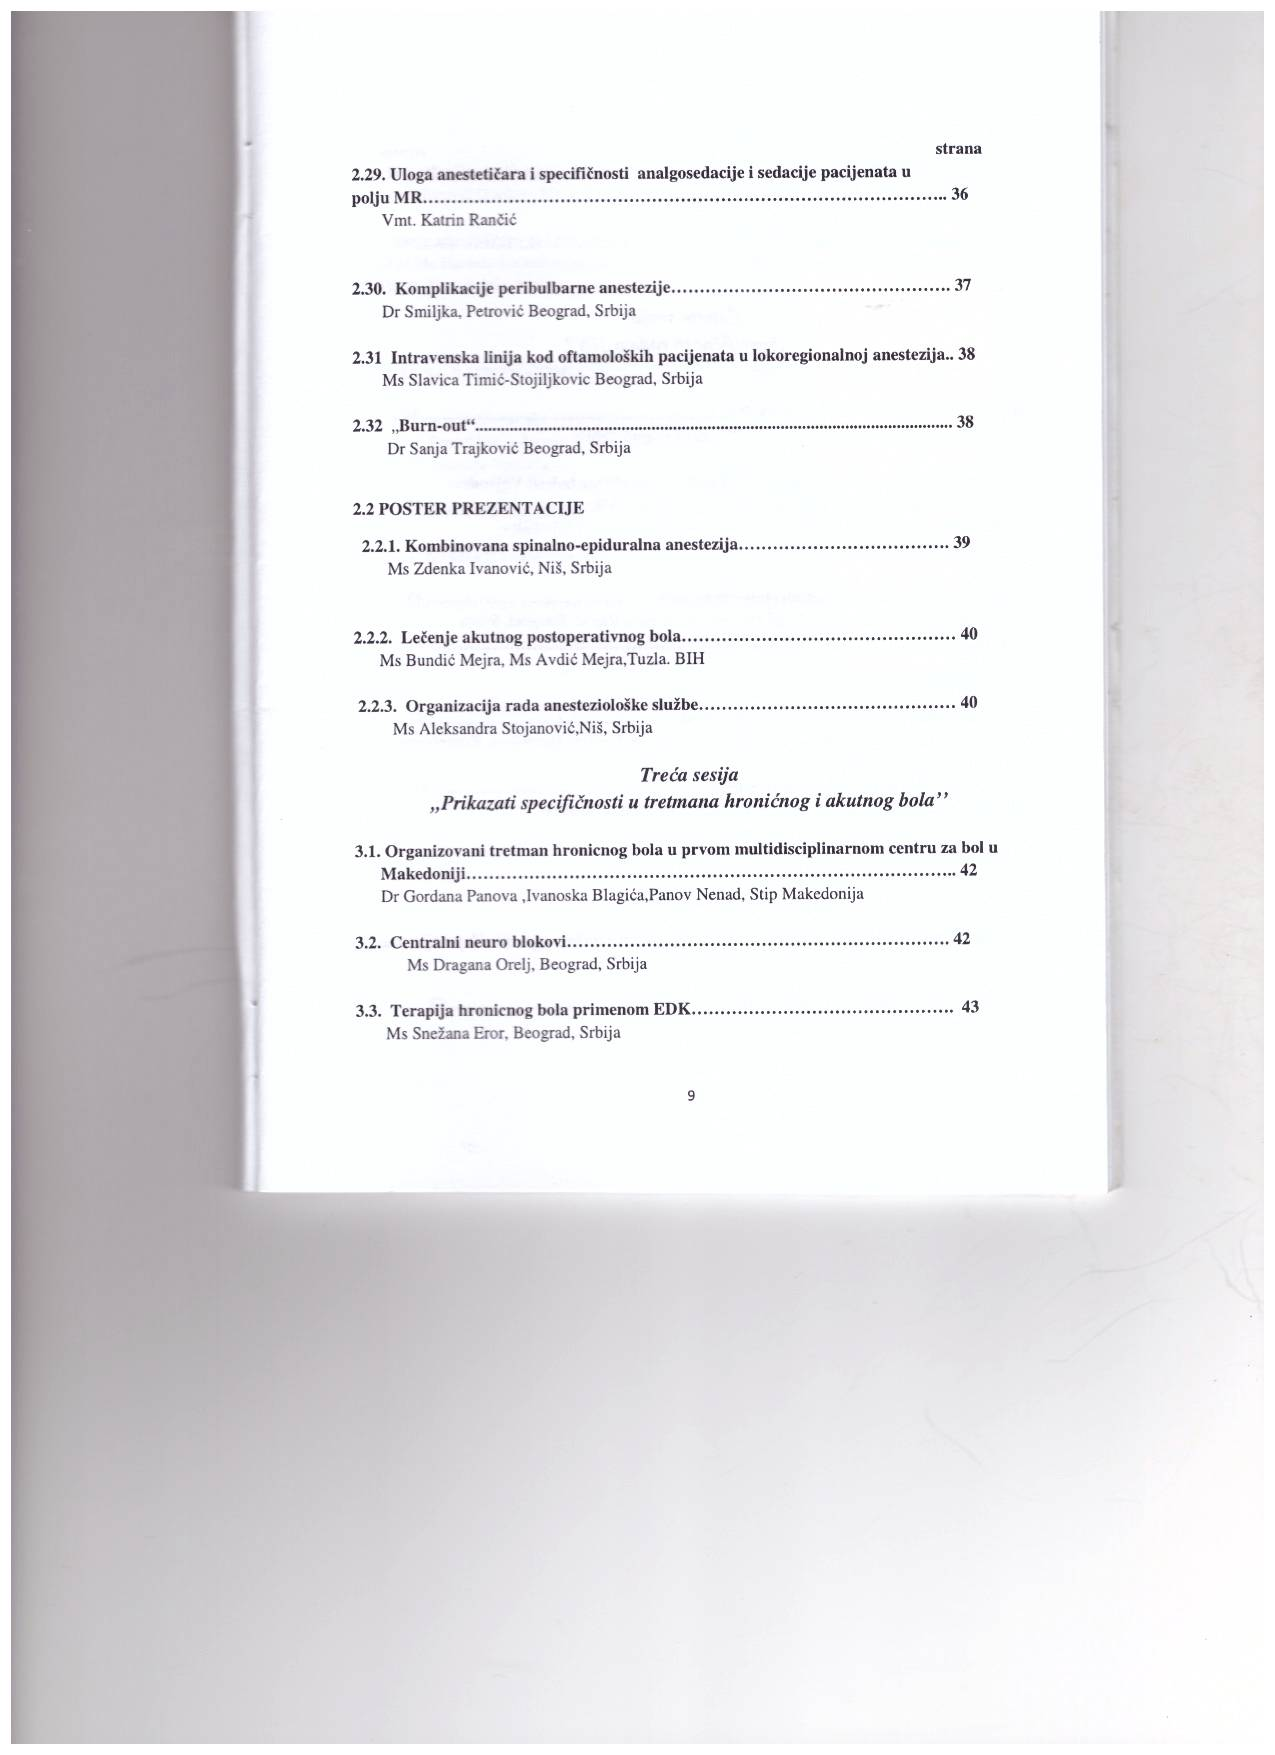 strana
2.29. Uloga anestetičara i specifičnosti analgosedacije i sedacije pacijenata u
polju MR.......................................................................................... 36
Vmt. Katrin Rančić
2.30. Komplikacije peribulbarne anestezije................................................. 37
Dr Smiljka, Petrović Beograd, Srbija
2.31 Intravenska linija kod oftamoloških pacijenata u lokoregionalnoj anestezija.. 38
Ms Slavica Timić-Stojiljkovic Beograd, Srbija
2.32 „Burn-out“................................................................................................................ 38
Dr Sanja Trajković Beograd, Srbija
2.2 POSTER PREZENTACIJE
2.2.1. Kombinovana spinalno-epiduralna anestezija..................................... 39
Ms Zdenka Ivanović, Niš, Srbija
2.2.2. Lečenje akutnog postoperativnog bola................................................ 40
Ms Bundić Mejra, Ms Avdić Mejra,Tuzla. BIH
2.2.3. Organizacija rada anesteziološke službe............................................. 40
Ms Aleksandra Stojanović,Niš, Srbija
Treća sesija
„Prikazati specifičnosti u tretmana hronićnog i akutnog bola’’
3.1. Organizovani tretman hronicnog bola u prvom multidisciplinarnom centru za bol u
Makedoniji..................................................................................... 42
Dr Gordana Panova ,Ivanoska Blagića,Panov Nenad, Stip Makedonija
3.2. Centralni neuro blokovi................................................................... 42
Ms Dragana Orelj, Beograd, Srbija
3.3. Terapija hronicnog bola primenom EDK.............................................. 43
Ms Snežana Eror, Beograd, Srbija
9